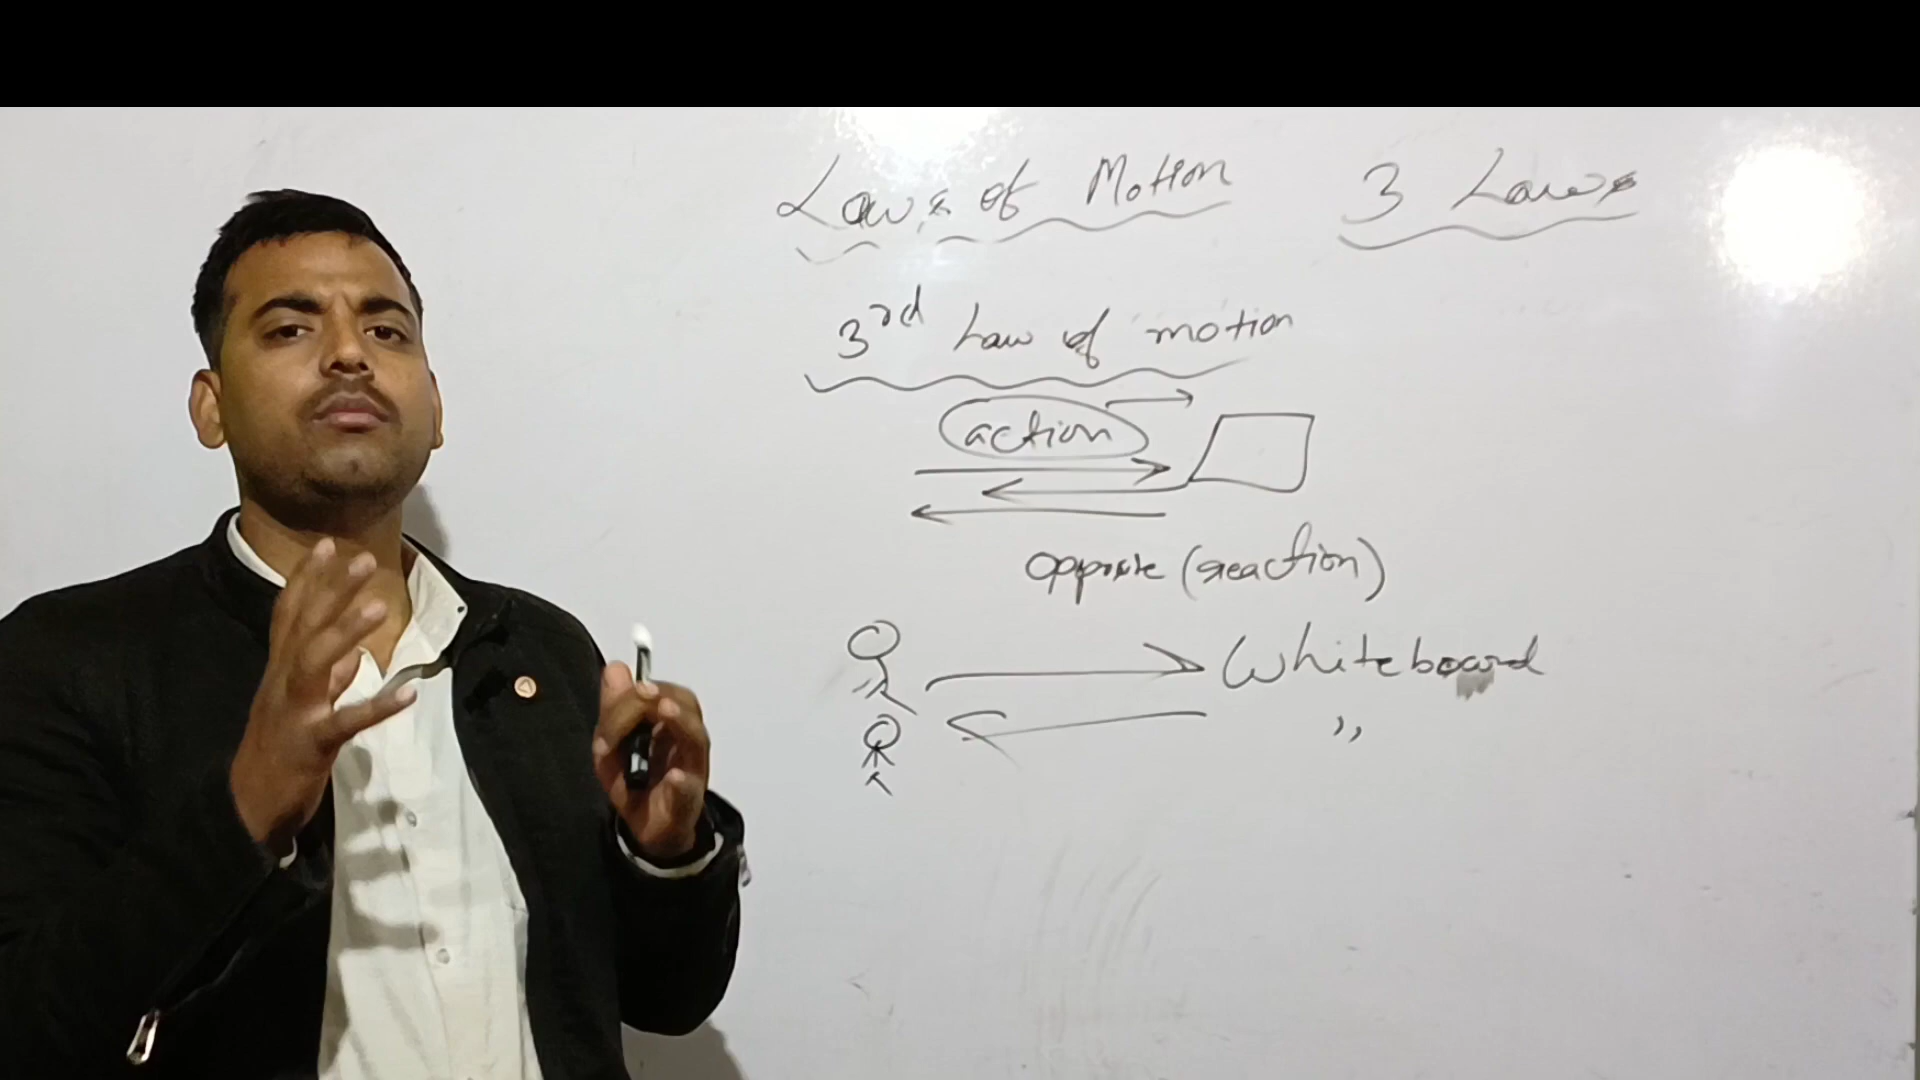 Laws of Motion 3 Laws
3rd Law of motion
action
opposite (reaction)
Whiteboard
"